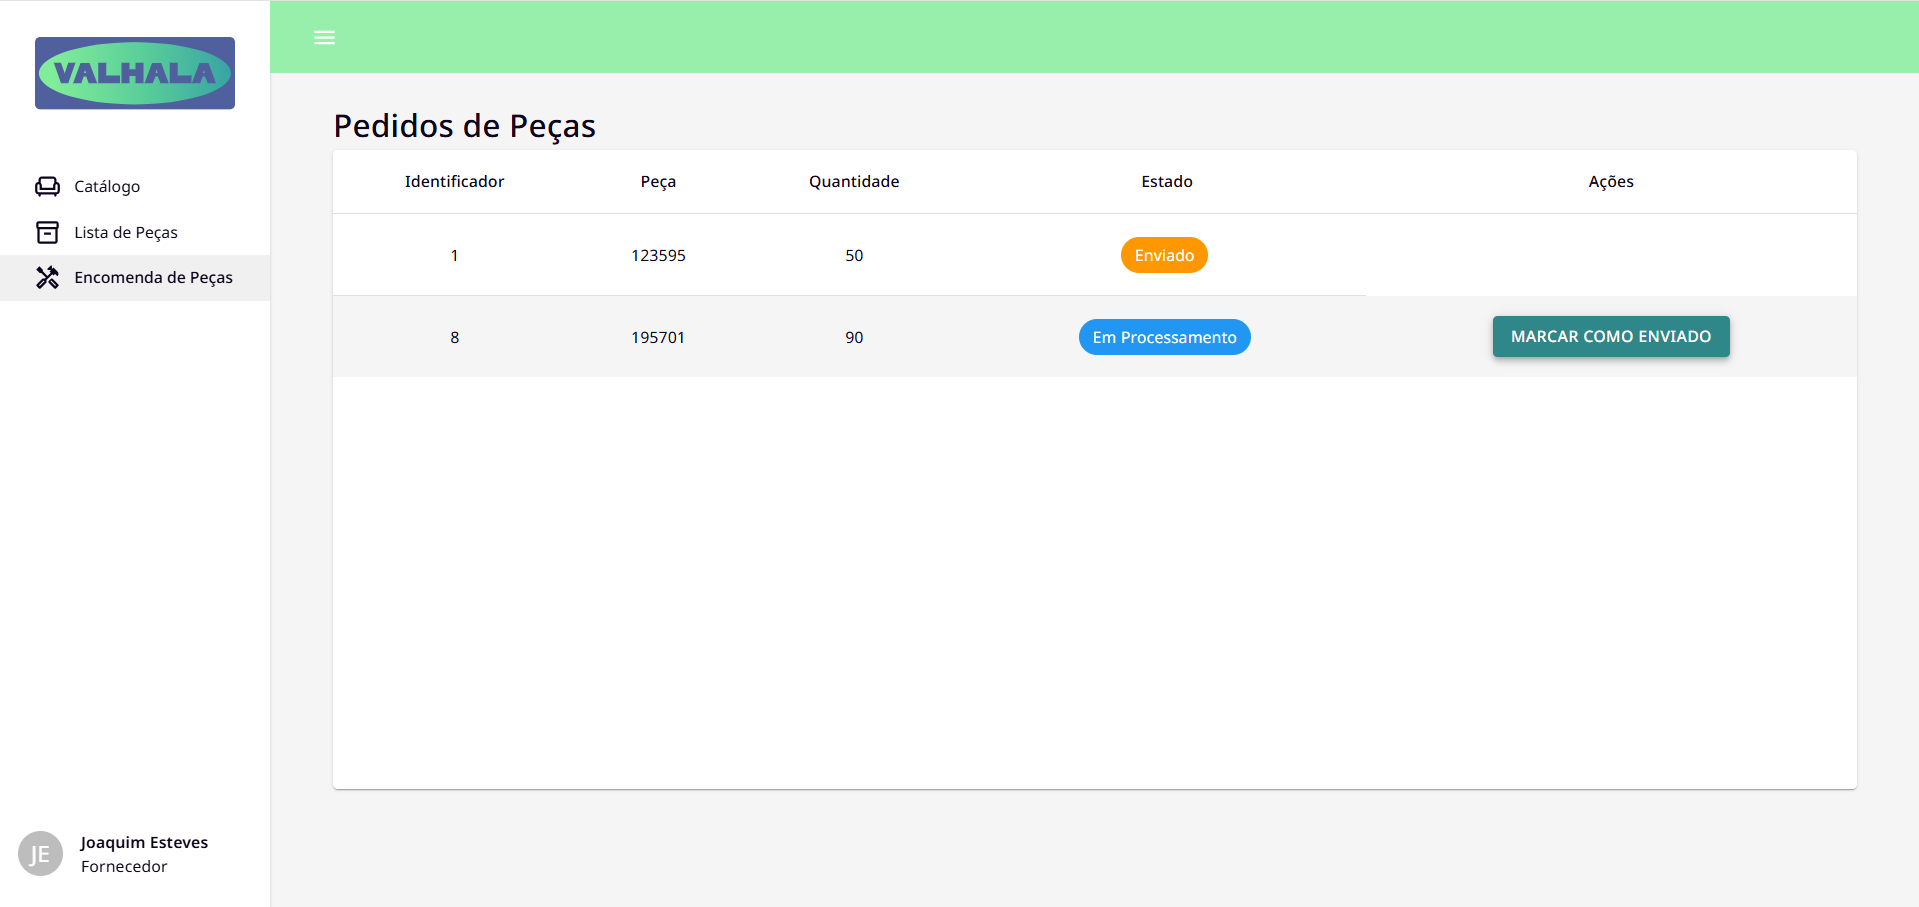 VALHALA
Catálogo
Lista de Peças
Encomenda de Peças
Joaquim Esteves
JE
Fornecedor
Pedidos de Peças
Identificador Peça Quantidade Estado Ações
1 123595 50 Enviado
8 195701 90 Em Processamento MARCAR COMO ENVIADO